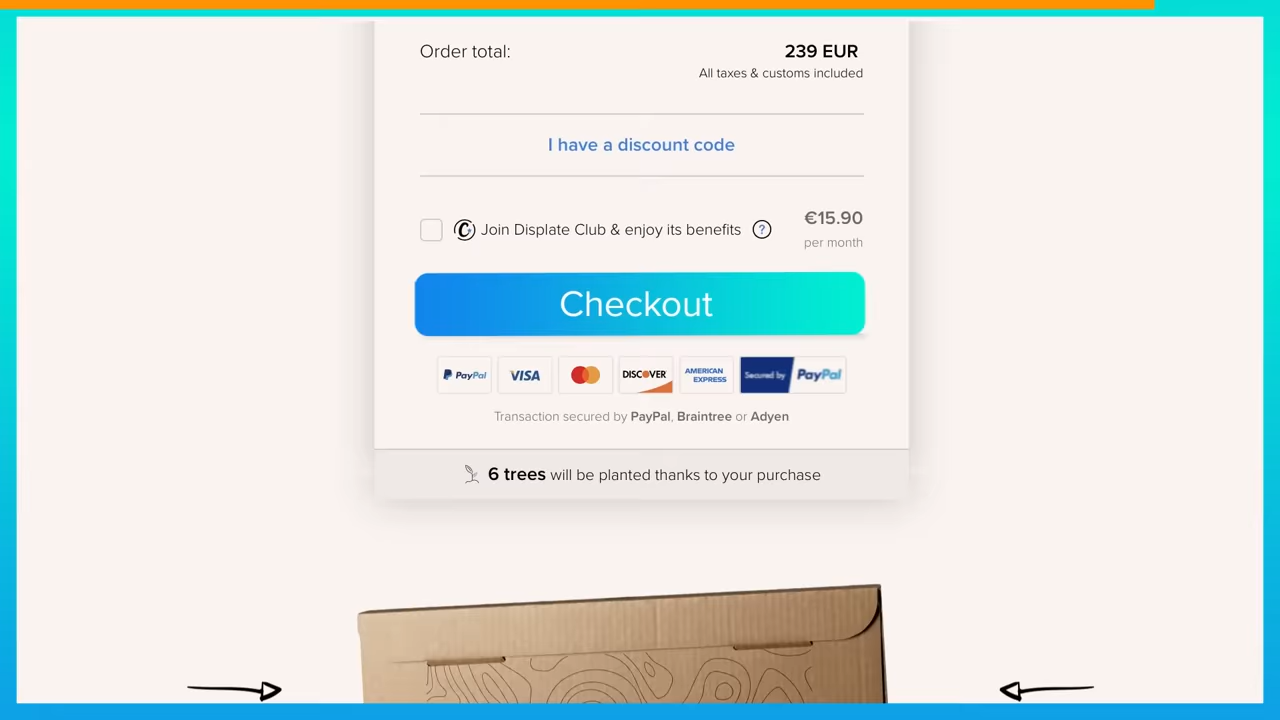 Order total:
239 EUR
All taxes & customs included
I have a discount code
Join Displate Club & enjoy its benefits
?
€15.90
per month
Checkout
PayPal
VISA
DISCOVER
AMERICAN
EXPRESS
Secured by PayPal
Transaction secured by PayPal, Braintree or Adyen
6 trees will be planted thanks to your purchase